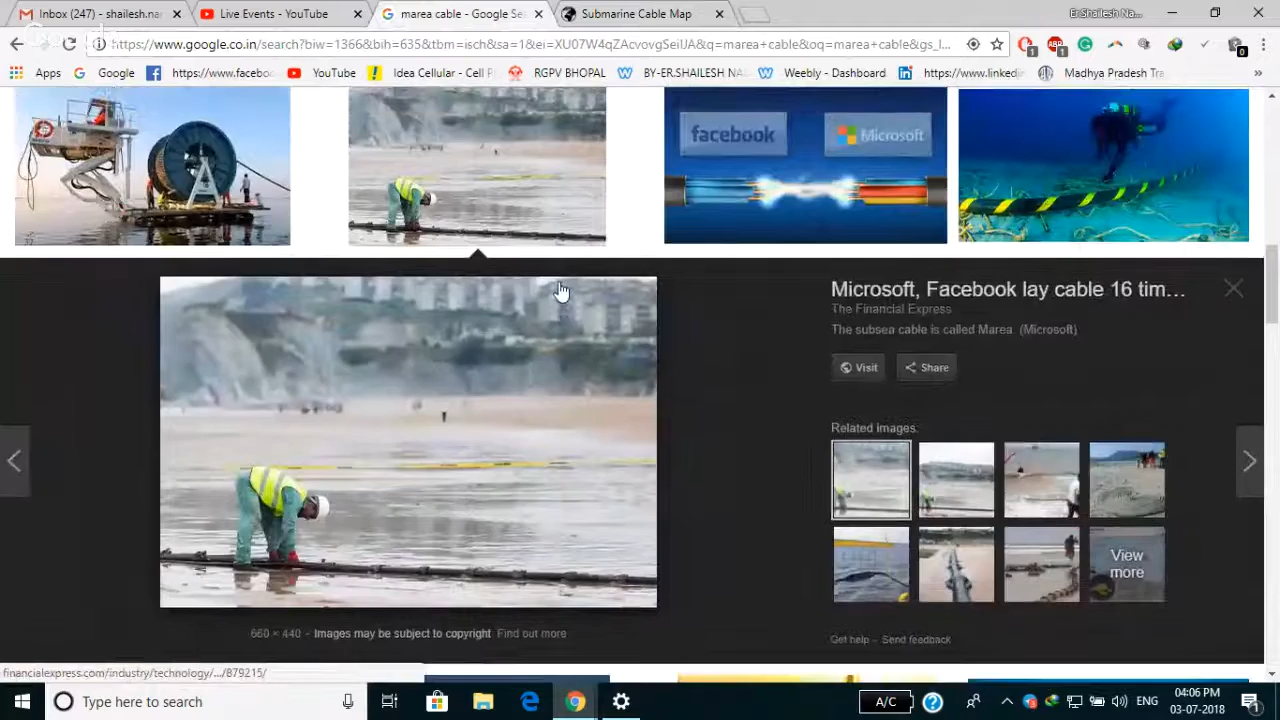 Inbox (247) - shailesh.nar
Live Events - YouTube
marea cable - Google Sea
Submarine Cable Map
Er.Shailesh Na...
https://www.google.co.in/search?biw=1366&bih=635&tbm=isch&sa=1&ei=XU07W4qZAcvovgSeiIJA&q=marea+cable&oq=marea+cable&gs_l...
Apps
Google
https://www.faceboo
YouTube
Idea Cellular - Cell P
RGPV BHOPAL
BY-ER.SHAILESH NA
Weebly - Dashboard
https://www.linkedi
Madhya Pradesh Tra
»
facebook
Microsoft
Microsoft, Facebook lay cable 16 tim...
The Financial Express
The subsea cable is called Marea (Microsoft)
Visit
Share
Related images:
View
more
660 × 440 - Images may be subject to copyright Find out more
Get help - Send feedback
financialexpress.com/industry/technology/.../879215/
Type here to search
A/C
ENG
04:06 PM
03-07-2018